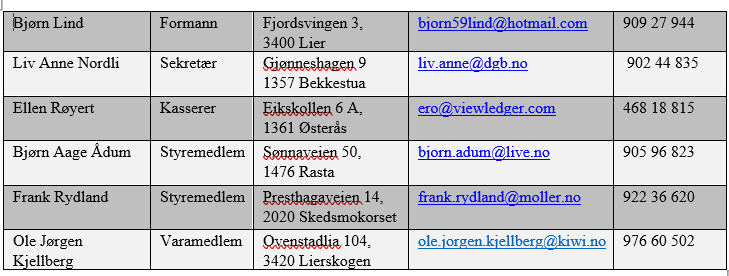 Bjørn Lind Formann Fjordsvingen 3, bjorn59lind@hotmail.com 909 27 944
3400 Lier
Liv Anne Nordli Sekretær Gjønneshagen 9 liv.anne@dgb.no 902 44 835
1357 Bekkestua
Ellen Røyert Kasserer Eikskollen 6 A, ero@viewledger.com 468 18 815
1361 Østerås
Bjørn Aage Ådum Styremedlem Sønnaveien 50, bjorn.adum@live.no 905 96 823
1476 Rasta
Frank Rydland Styremedlem Presthagaveien 14, frank.rydland@moller.no 922 36 620
2020 Skedsmokorset
Ole Jørgen Varamedlem Ovenstadlia 104, ole.jorgen.kjellberg@kiwi.no 976 60 502
Kjellberg 3420 Lierskogen